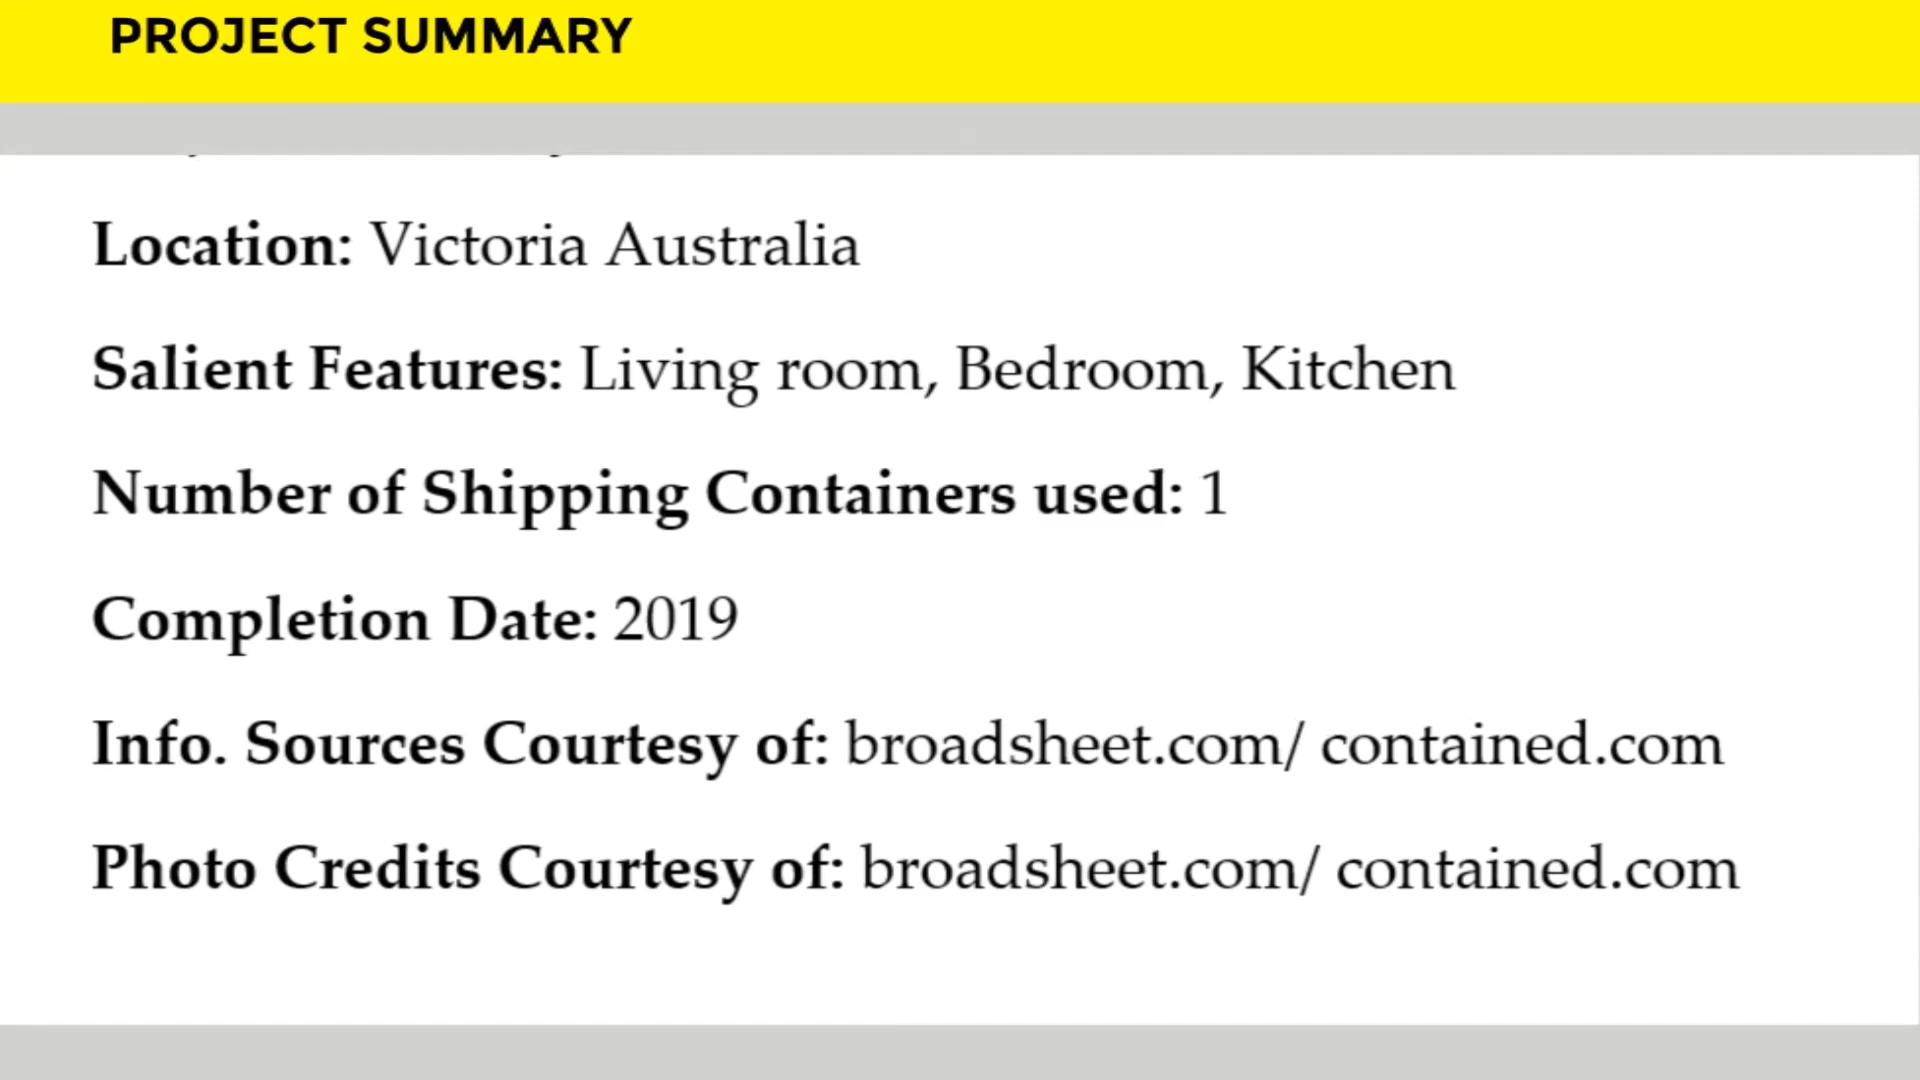 PROJECT SUMMARY
Location: Victoria Australia
Salient Features: Living room, Bedroom, Kitchen
Number of Shipping Containers used: 1
Completion Date: 2019
Info. Sources Courtesy of: broadsheet.com/ contained.com
Photo Credits Courtesy of: broadsheet.com/ contained.com